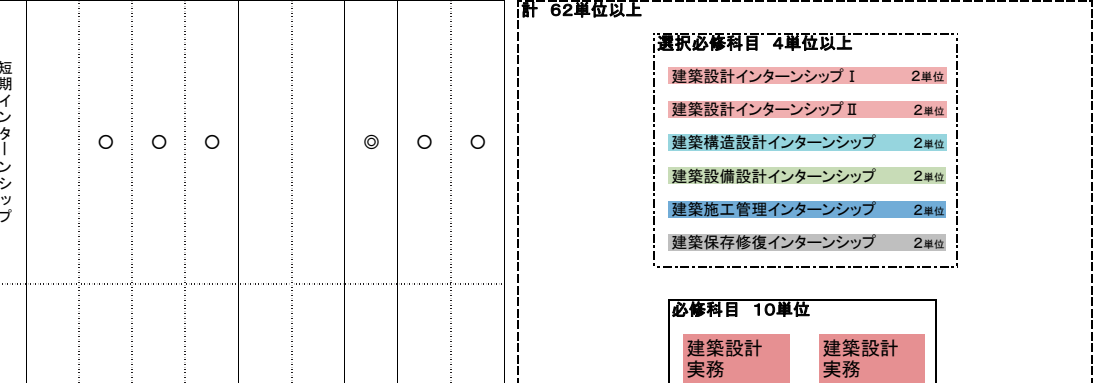 短期インターンシップ
○ ○ ○ ◎ ○ ○
計 62単位以上
選択必修科目 4単位以上
建築設計インターンシップⅠ 2単位
建築設計インターンシップⅡ 2単位
建築構造設計インターンシップ 2単位
建築設備設計インターンシップ 2単位
建築施工管理インターンシップ 2単位
建築保存修復インターンシップ 2単位
必修科目 10単位
建築設計 建築設計
実務 実務